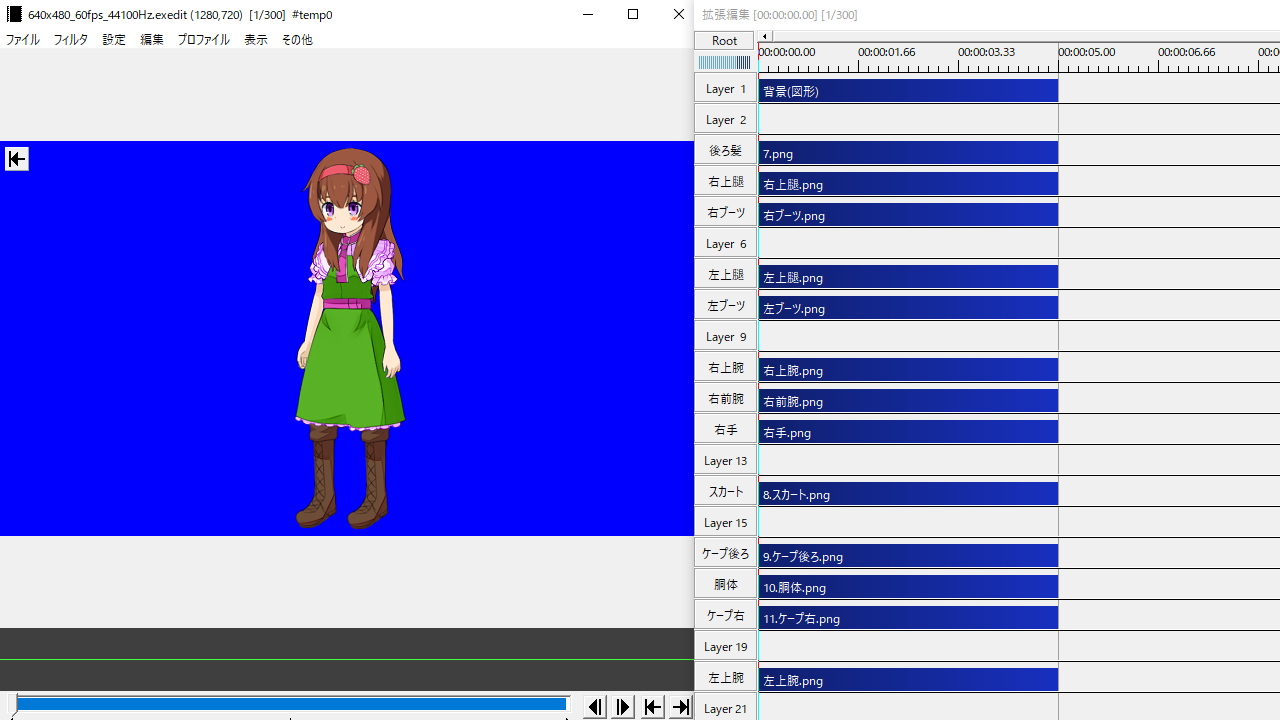 640x480_60fps_44100Hz.exedit (1280,720)  [1/300]  #temp0
ファイル フィルタ 設定 編集 プロファイル 表示 その他
拡張編集 [00:00:00.00] [1/300]
Root
00:00:00.00 00:00:01.66 00:00:03.33 00:00:05.00 00:00:06.66
Layer 1 背景(図形)
Layer 2
後ろ髪 7.png
右上腿 右上腿.png
右ブーツ 右ブーツ.png
Layer 6
左上腿 左上腿.png
左ブーツ 左ブーツ.png
Layer 9
右上腕 右上腕.png
右前腕 右前腕.png
右手 右手.png
Layer 13
スカート 8.スカート.png
Layer 15
ケープ後ろ 9.ケープ後ろ.png
胴体 10.胴体.png
ケープ右 11.ケープ右.png
Layer 19
左上腕 左上腕.png
Layer 21